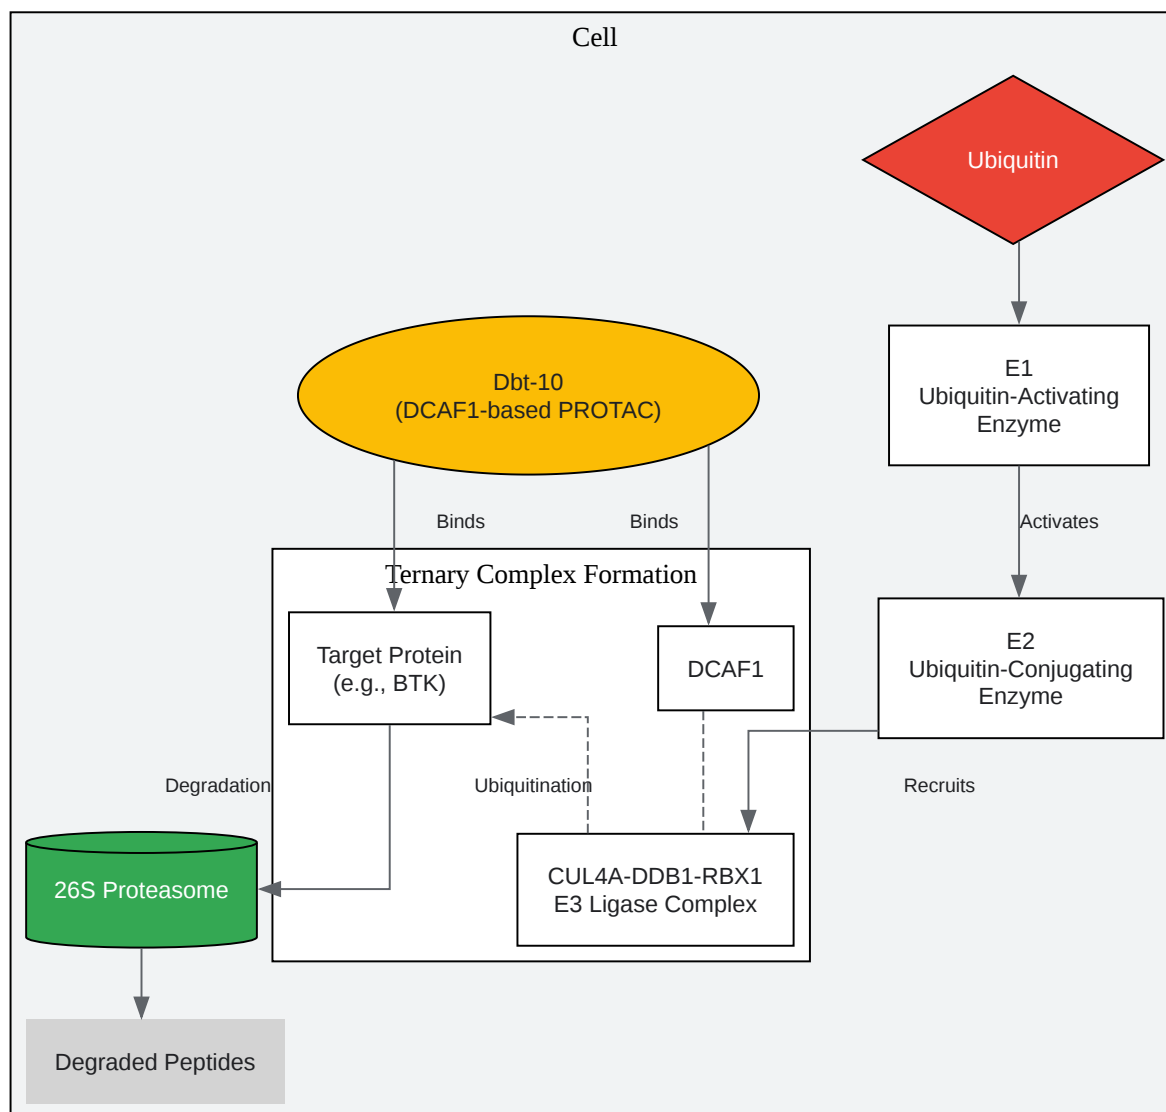 Cell
Ubiquitin
Dbt-10
(DCAF1-based PROTAC)
E1
Ubiquitin-Activating
Enzyme
Binds
Binds
Activates
Ternary Complex Formation
Target Protein
(e.g., BTK)
DCAF1
E2
Ubiquitin-Conjugating
Enzyme
Degradation
Ubiquitination
Recruits
26S Proteasome
CUL4A-DDB1-RBX1
E3 Ligase Complex
Degraded Peptides